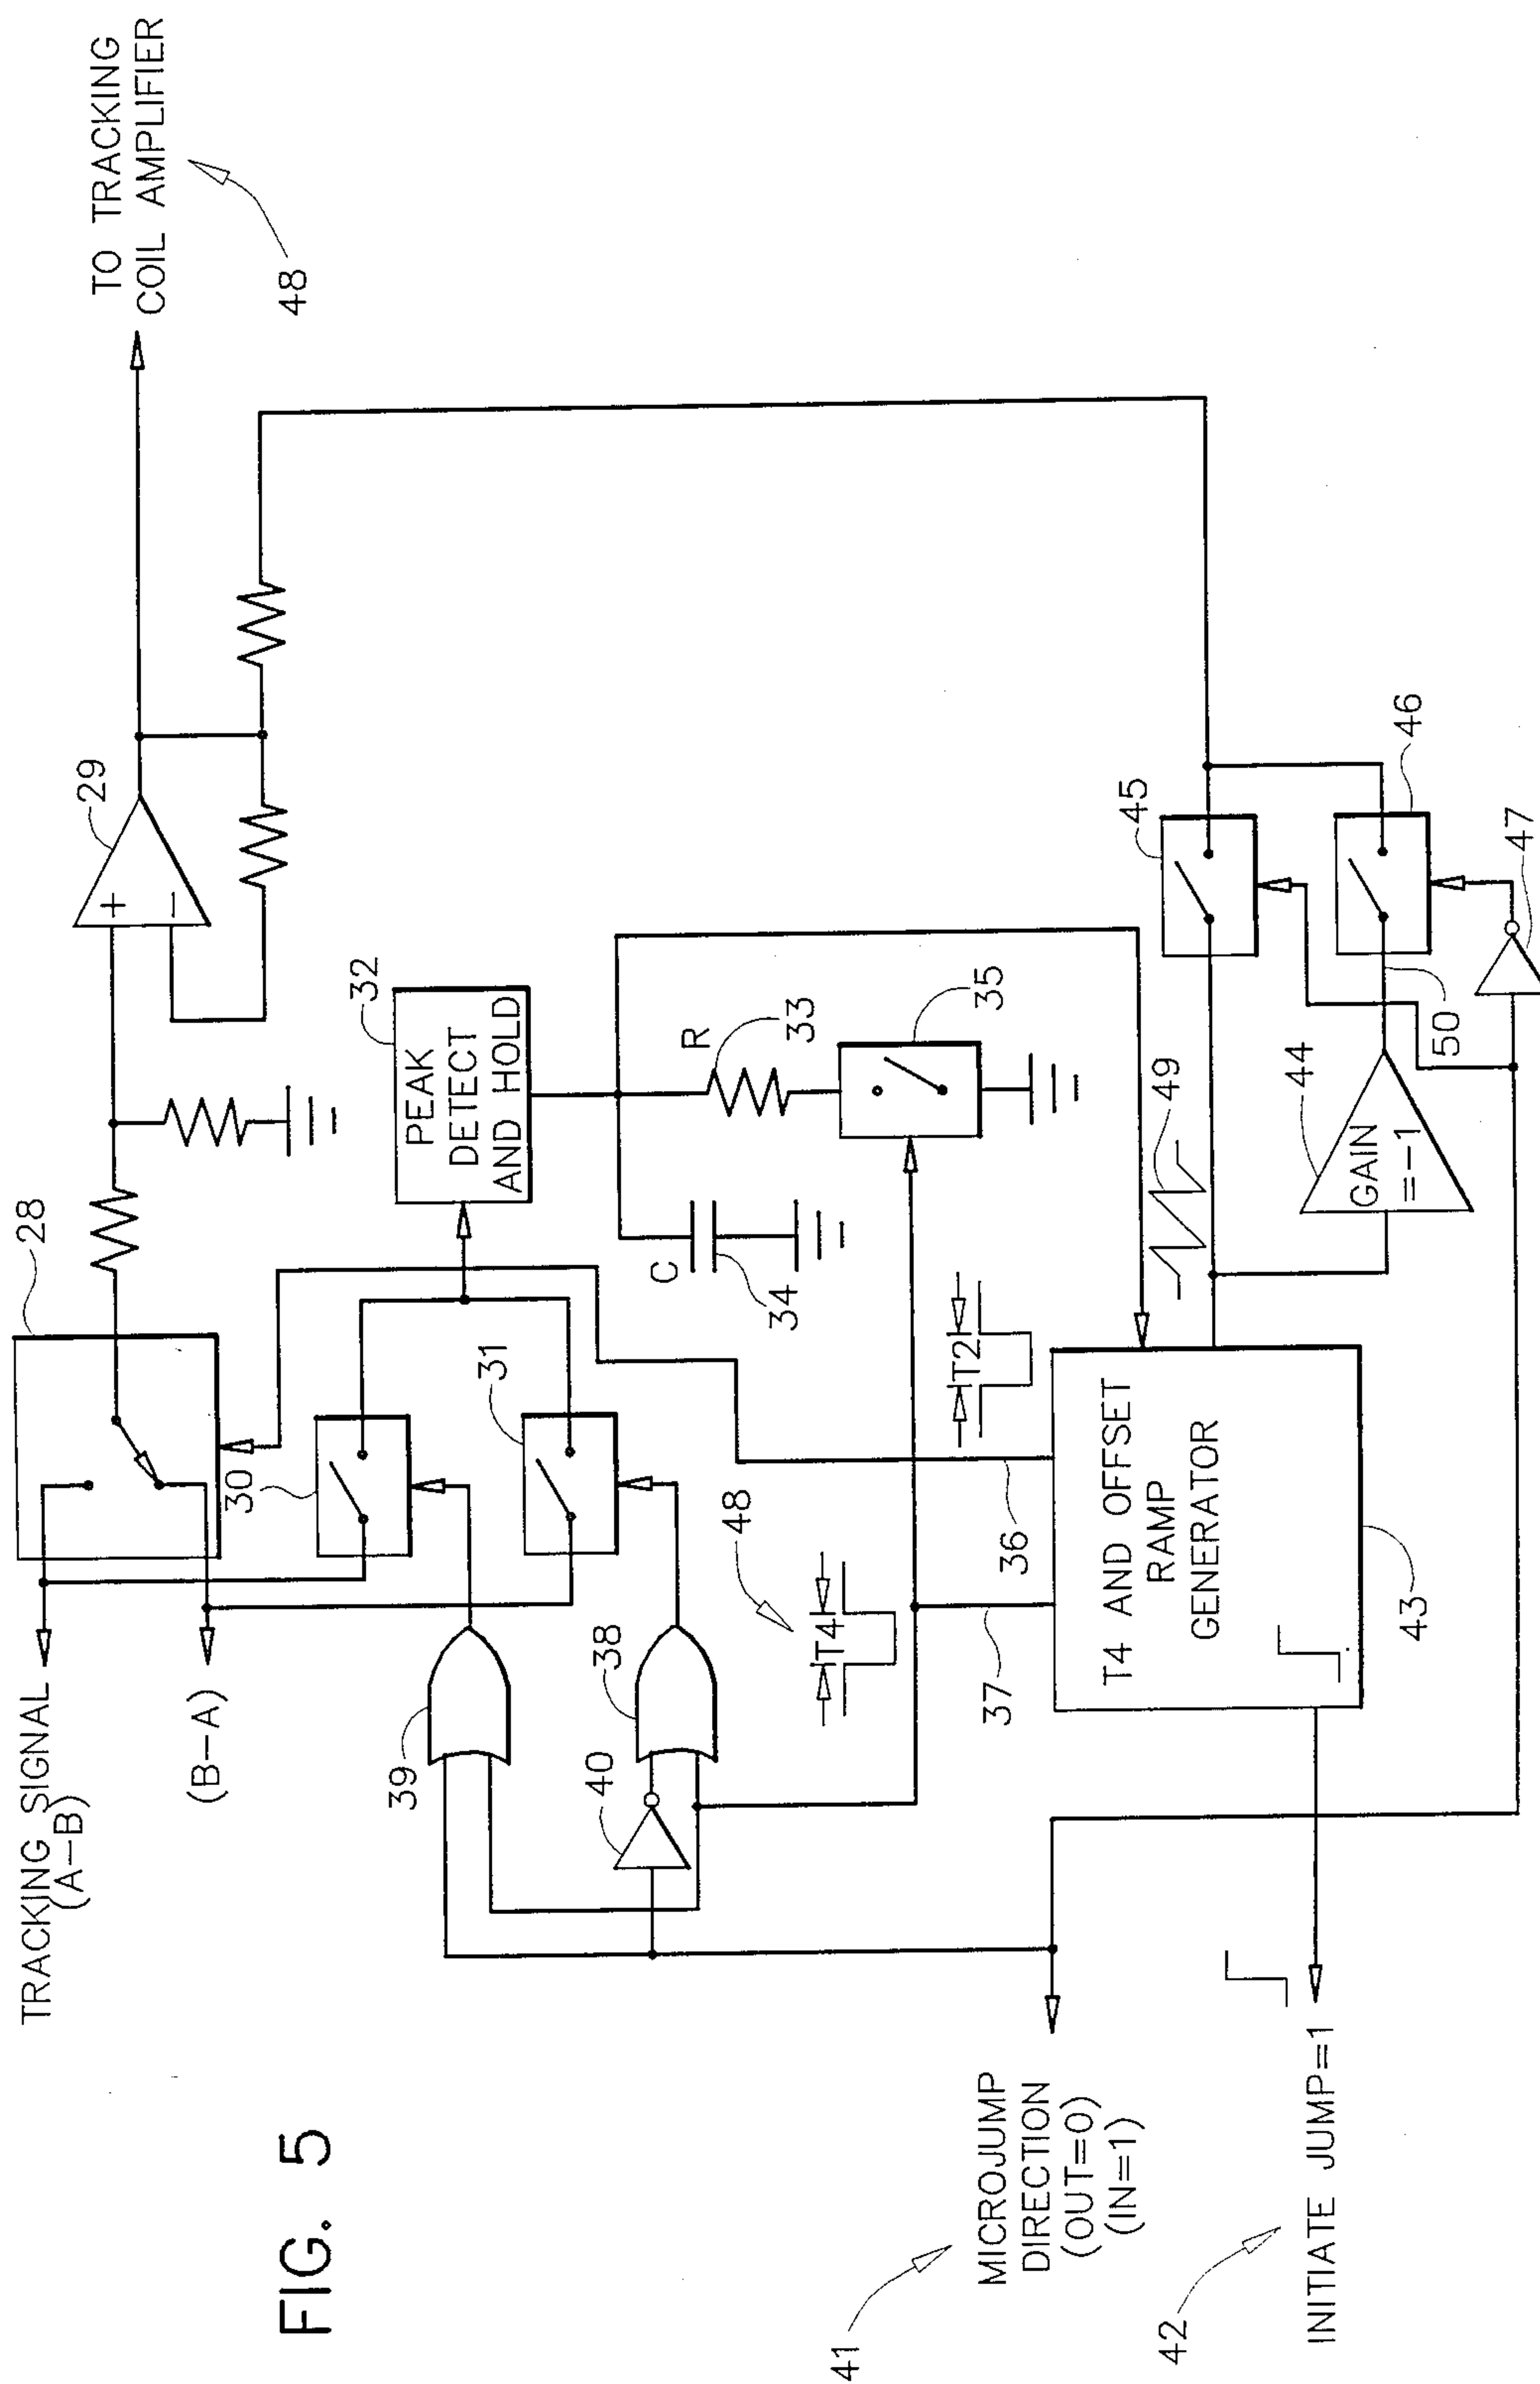 FIG. 5
TRACKING SIGNAL
(A-B)
(B-A)
28
29
TO TRACKING
COIL AMPLIFIER
48
30
31
32
PEAK
DETECT
AND HOLD
39
38
40
R
33
C
34
35
48
T4
T2
37
36
49
T4 AND OFFSET
RAMP
GENERATOR
43
44
GAIN
=-1
50
45
46
47
41
MICROJUMP
DIRECTION
(OUT=0)
(IN=1)
42
INITIATE JUMP=1
+
-